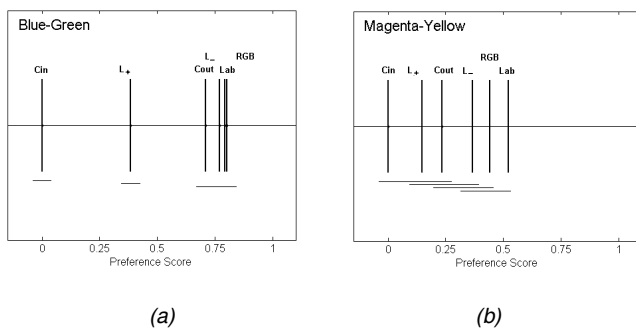 Blue-Green
L_ RGB
Cin L+ Cout Lab
0 0.25 0.5 0.75 1
Preference Score
(a)
Magenta-Yellow
RGB
Cin L+ Cout L_ Lab
0 0.25 0.5 0.75 1
Preference Score
(b)